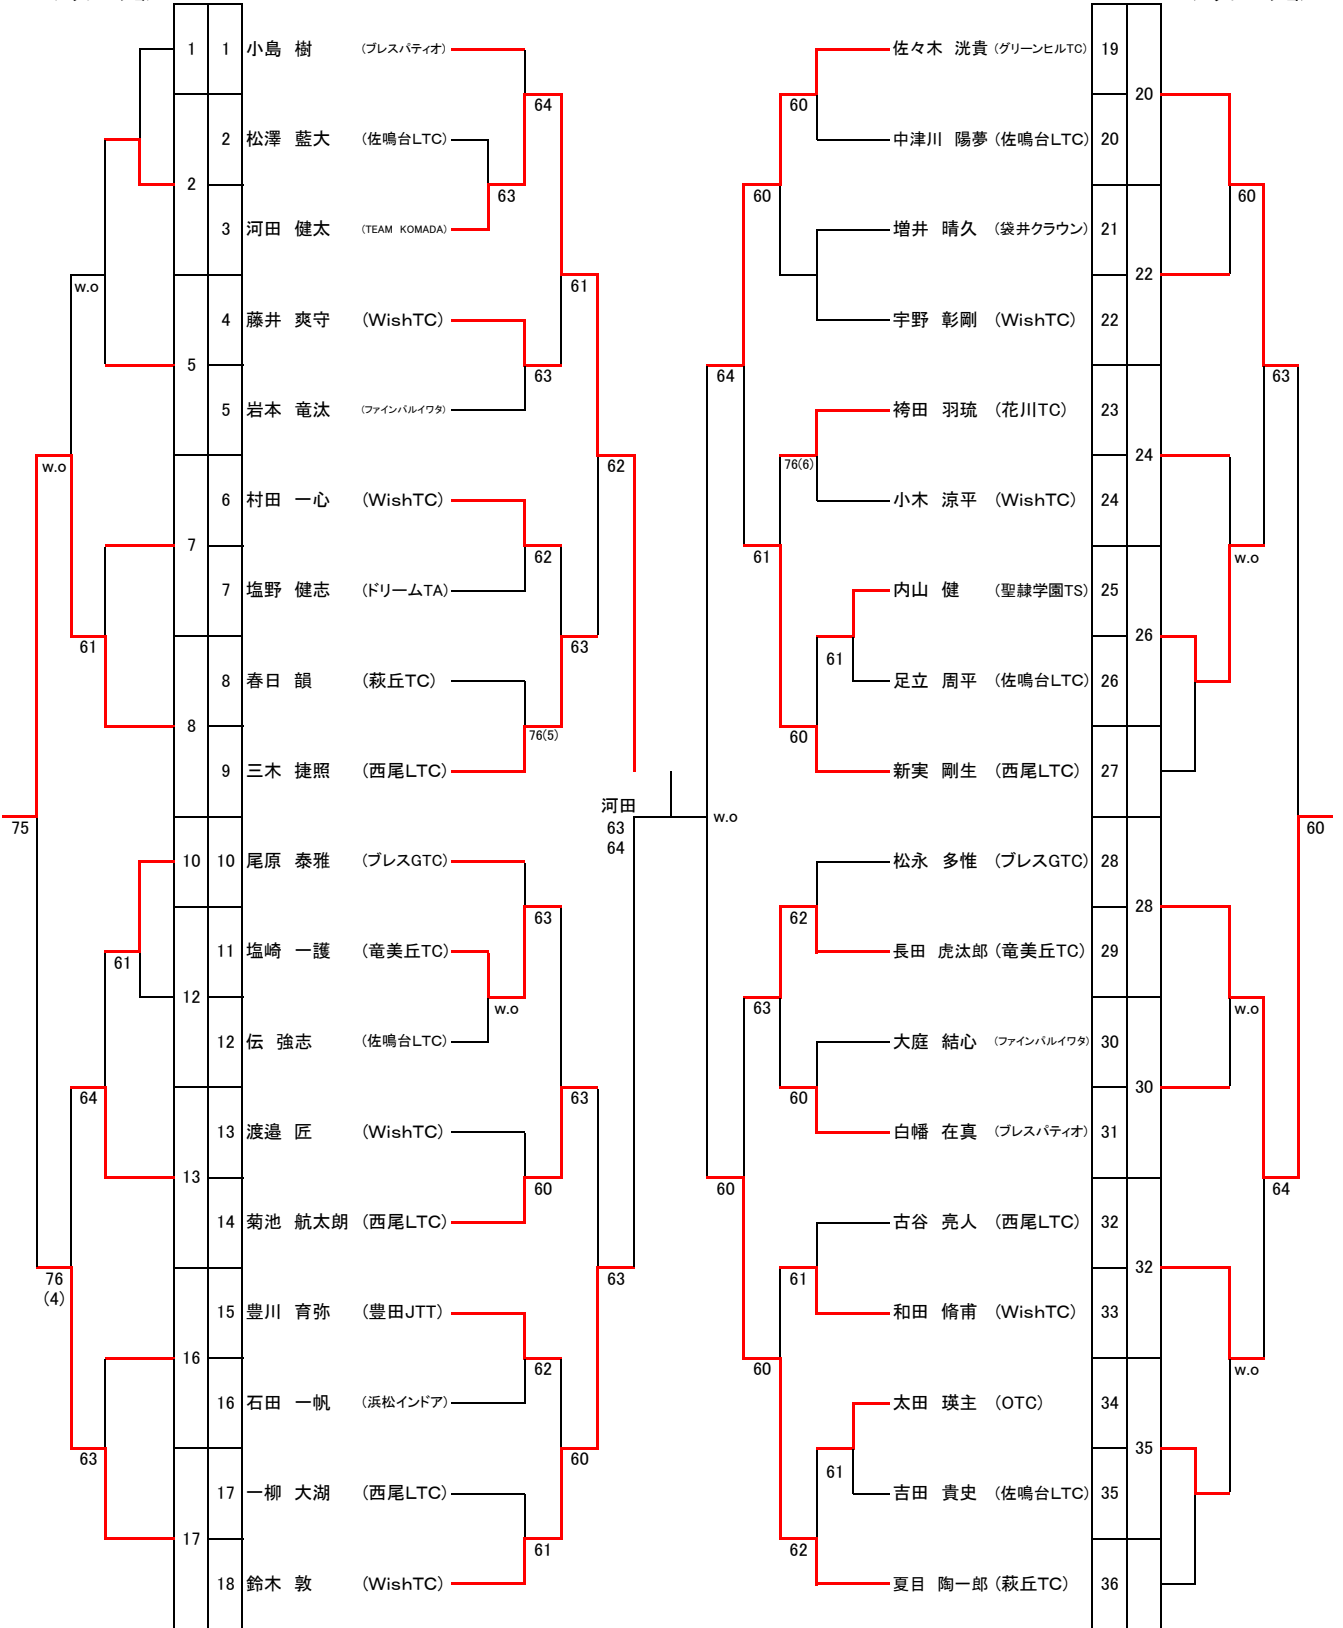 1 1 小島 樹 (ブレスパティオ)
64
2 松澤 藍大 (佐鳴台LTC)
2
63
3 河田 健太 (TEAM KOMADA)
w.o
61
4 藤井 爽守 (WishTC)
5
63
5 岩本 竜汰 (ファインバルイワタ)
w.o
62
6 村田 一心 (WishTC)
7
62
7 塩野 健志 (ドリームTA)
61
63
8 春日 韻 (萩丘TC)
8
76(5)
9 三木 捷照 (西尾LTC)
河田
63
64
75
10 10 尾原 泰雅 (ブレスGTC)
63
11 塩崎 一護 (竜美丘TC)
61
12
w.o
12 伝 強志 (佐鳴台LTC)
64
63
13 渡邉 匠 (WishTC)
13
60
14 菊池 航太朗 (西尾LTC)
76
(4)
63
15 豊川 育弥 (豊田JTT)
16
62
16 石田 一帆 (浜松インドア)
63
60
17 一柳 大湖 (西尾LTC)
17
61
18 鈴木 敦 (WishTC)
佐々木 洸貴 (グリーンヒルTC) 19
60
20
中津川 陽夢 (佐鳴台LTC) 20
60
60
増井 晴久 (袋井クラウン) 21
22
宇野 彰剛 (WishTC) 22
64
63
袴田 羽琉 (花川TC) 23
76(6)
24
小木 涼平 (WishTC) 24
61
w.o
内山 健 (聖隷学園TS) 25
61
26
足立 周平 (佐鳴台LTC) 26
60
新実 剛生 (西尾LTC) 27
w.o
60
松永 多惟 (ブレスGTC) 28
62
28
長田 虎汰郎 (竜美丘TC) 29
63
w.o
大庭 結心 (ファインバルイワタ) 30
60
30
白幡 在真 (ブレスパティオ) 31
60
64
古谷 亮人 (西尾LTC) 32
61
32
和田 脩甫 (WishTC) 33
60
w.o
太田 瑛主 (OTC) 34
61
35
吉田 貴史 (佐鳴台LTC) 35
62
夏目 陶一郎 (萩丘TC) 36